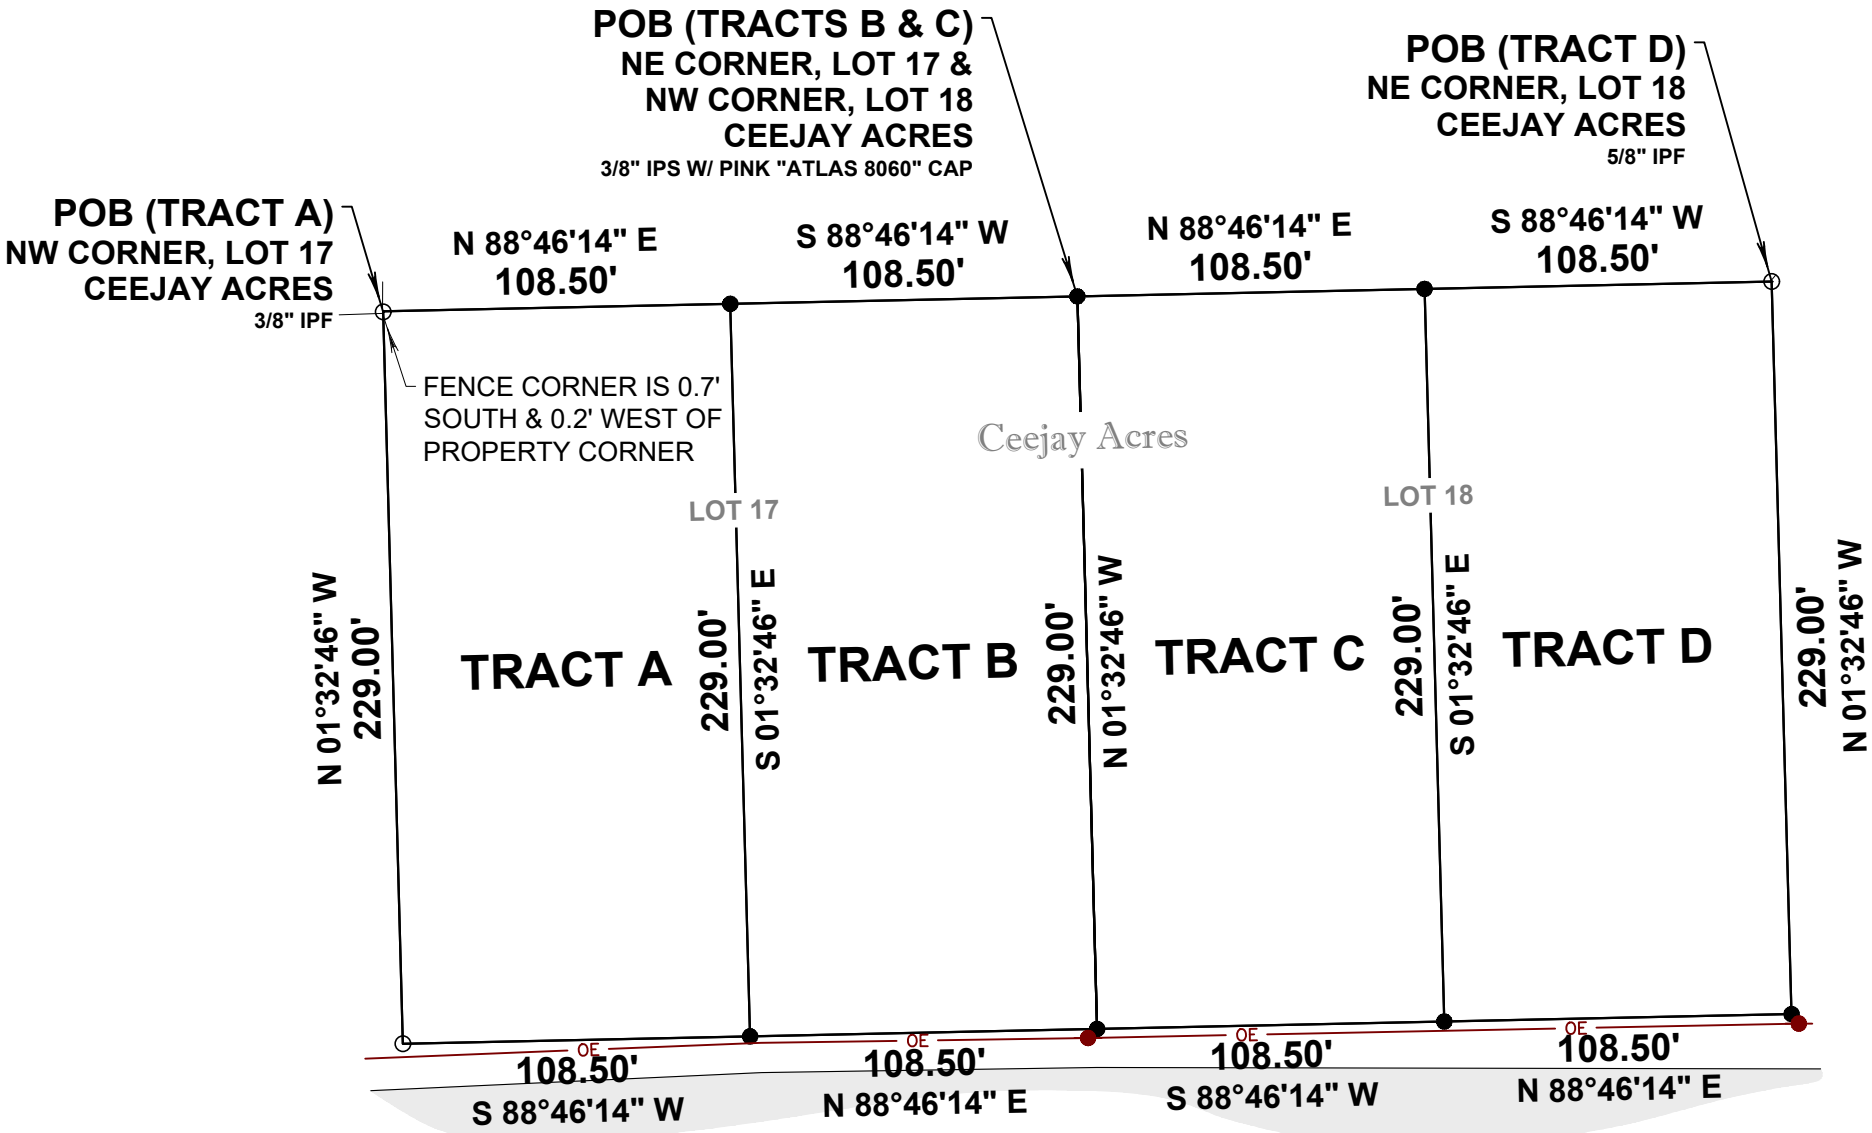 POB (TRACTS B & C)
NE CORNER, LOT 17 &
NW CORNER, LOT 18
CEEJAY ACRES
3/8" IPS W/ PINK "ATLAS 8060" CAP
POB (TRACT D)
NE CORNER, LOT 18
CEEJAY ACRES
5/8" IPF
POB (TRACT A)
NW CORNER, LOT 17
CEEJAY ACRES
3/8" IPF
N 88°46'14" E
108.50'
S 88°46'14" W
108.50'
N 88°46'14" E
108.50'
S 88°46'14" W
108.50'
FENCE CORNER IS 0.7'
SOUTH & 0.2' WEST OF
PROPERTY CORNER
Ceejay Acres
LOT 17
LOT 18
N 01°32'46" W
229.00'
TRACT A
229.00'
S 01°32'46" E
TRACT B
229.00'
N 01°32'46" W
TRACT C
229.00'
S 01°32'46" E
TRACT D
229.00'
N 01°32'46" W
OE
OE
OE
OE
108.50'
S 88°46'14" W
108.50'
N 88°46'14" E
108.50'
S 88°46'14" W
108.50'
N 88°46'14" E